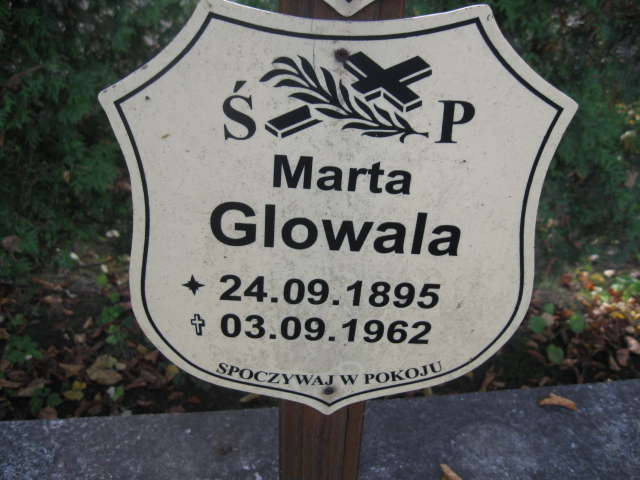 Ś P
Marta
Glowala
24.09.1895
03.09.1962
SPOCZYWAJ W POKOJU